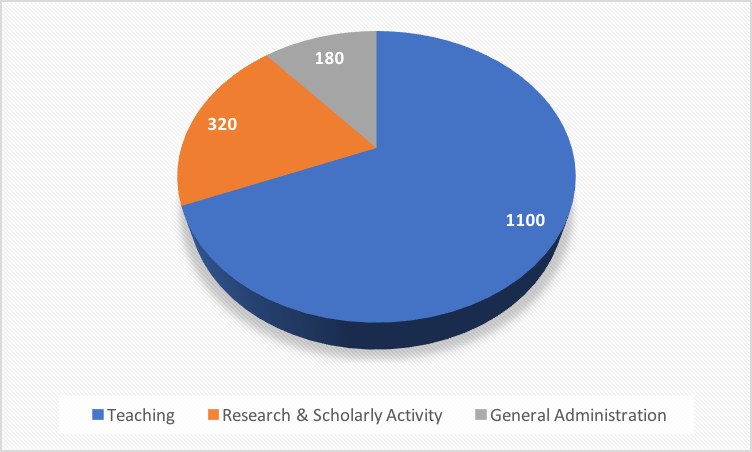 180
320
1100
Teaching Research & Scholarly Activity General Administration